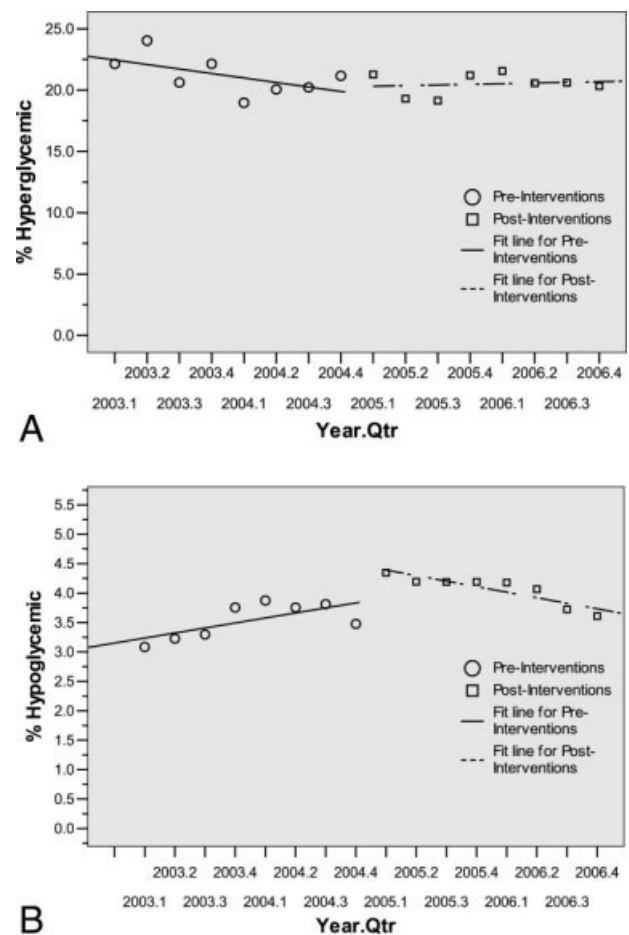 25.0
20.0
15.0
10.0
5.0
0.0
% Hyperglycemic
Pre-Interventions
Post-Interventions
Fit line for Pre-
Interventions
Fit line for Post-
Interventions
2003.2 2003.4 2004.2 2004.4 2005.2 2005.4 2006.2 2006.4
2003.1 2003.3 2004.1 2004.3 2005.1 2005.3 2006.1 2006.3
A
Year.Qtr
5.5
5.0
4.5
4.0
3.5
3.0
2.5
2.0
1.5
1.0
0.5
0.0
% Hypoglycemic
Pre-Interventions
Post-Interventions
Fit line for Pre-
Interventions
Fit line for Post-
Interventions
2003.2 2003.4 2004.2 2004.4 2005.2 2005.4 2006.2 2006.4
2003.1 2003.3 2004.1 2004.3 2005.1 2005.3 2006.1 2006.3
B
Year.Qtr